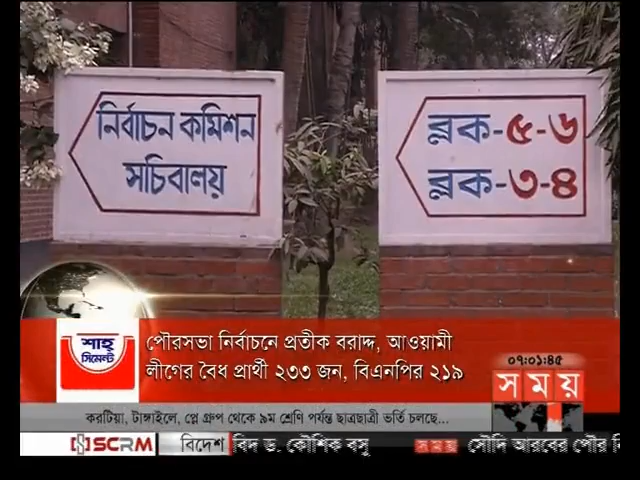 নির্বাচন কমিশন
সচিবালয়
ব্লক-৫-৬
ব্লক-৩-৪
শাহ্
সিমেন্ট
পৌরসভা নির্বাচনে প্রতীক বরাদ্দ, আওয়ামী
লীগের বৈধ প্রার্থী ২৩৩ জন, বিএনপির ২১৯
০৭:০১:৪৫
সময়
করটিয়া, টাঙ্গাইলে, প্লে গ্রুপ থেকে ৯ম শ্রেণি পর্যন্ত ছাত্রছাত্রী ভর্তি চলছে...
SCRM বিদেশ বিদ ড. কৌশিক বসু সময় সৌদি আরবের পৌর